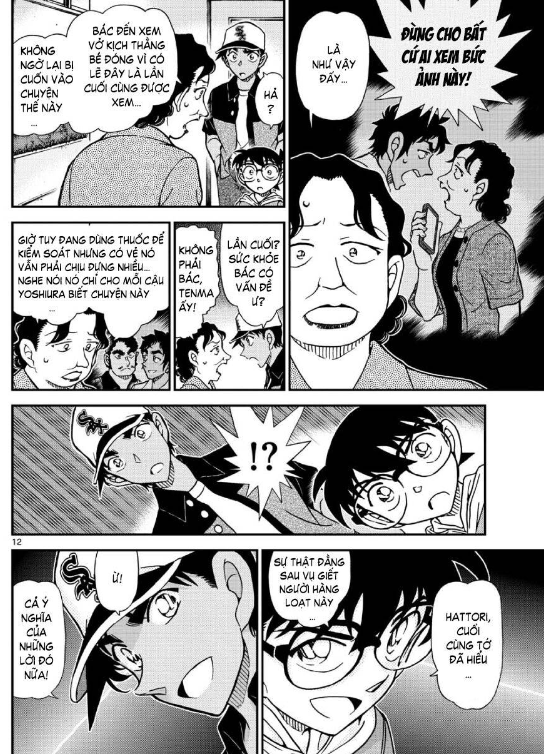 ĐỪNG CHO BẤT
CỨ AI XEM BỨC
ẢNH NÀY!
LÀ
NHƯ VẬY
ĐẤY...
HẢ
?
BÁC ĐẾN XEM
VỞ KỊCH THẰNG
BÉ ĐÓNG VÌ CÓ
LẼ ĐÂY LÀ LẦN
CUỐI CÙNG ĐƯỢC
XEM...
KHÔNG
NGỜ LẠI BỊ
CUỐN VÀO
CHUYỆN
THẾ NÀY
...
LẦN CUỐI?
SỨC KHỎE
BÁC CÓ
VẤN ĐỀ
Ư?
KHÔNG
PHẢI
BÁC,
TENMA
ẤY!
GIỜ TUY ĐANG DÙNG THUỐC ĐỂ
KIỂM SOÁT NHƯNG CÓ VẺ NÓ
VẪN PHẢI CHỊU ĐỰNG NHIỀU...
NGHE NÓI NÓ CHỈ CHO MỖI CẬU
YOSHIURA BIẾT CHUYỆN NÀY
...
!?
SAX
12
HATTORI,
CUỐI
CÙNG TỚ
ĐÃ HIỂU
...
SỰ THẬT ĐẰNG
SAU VỤ GIẾT
NGƯỜI HÀNG
LOẠT NÀY
...
Ừ!
CẢ Ý
NGHĨA
CỦA
NHỮNG
LỜI ĐÓ
NỮA!
SAX